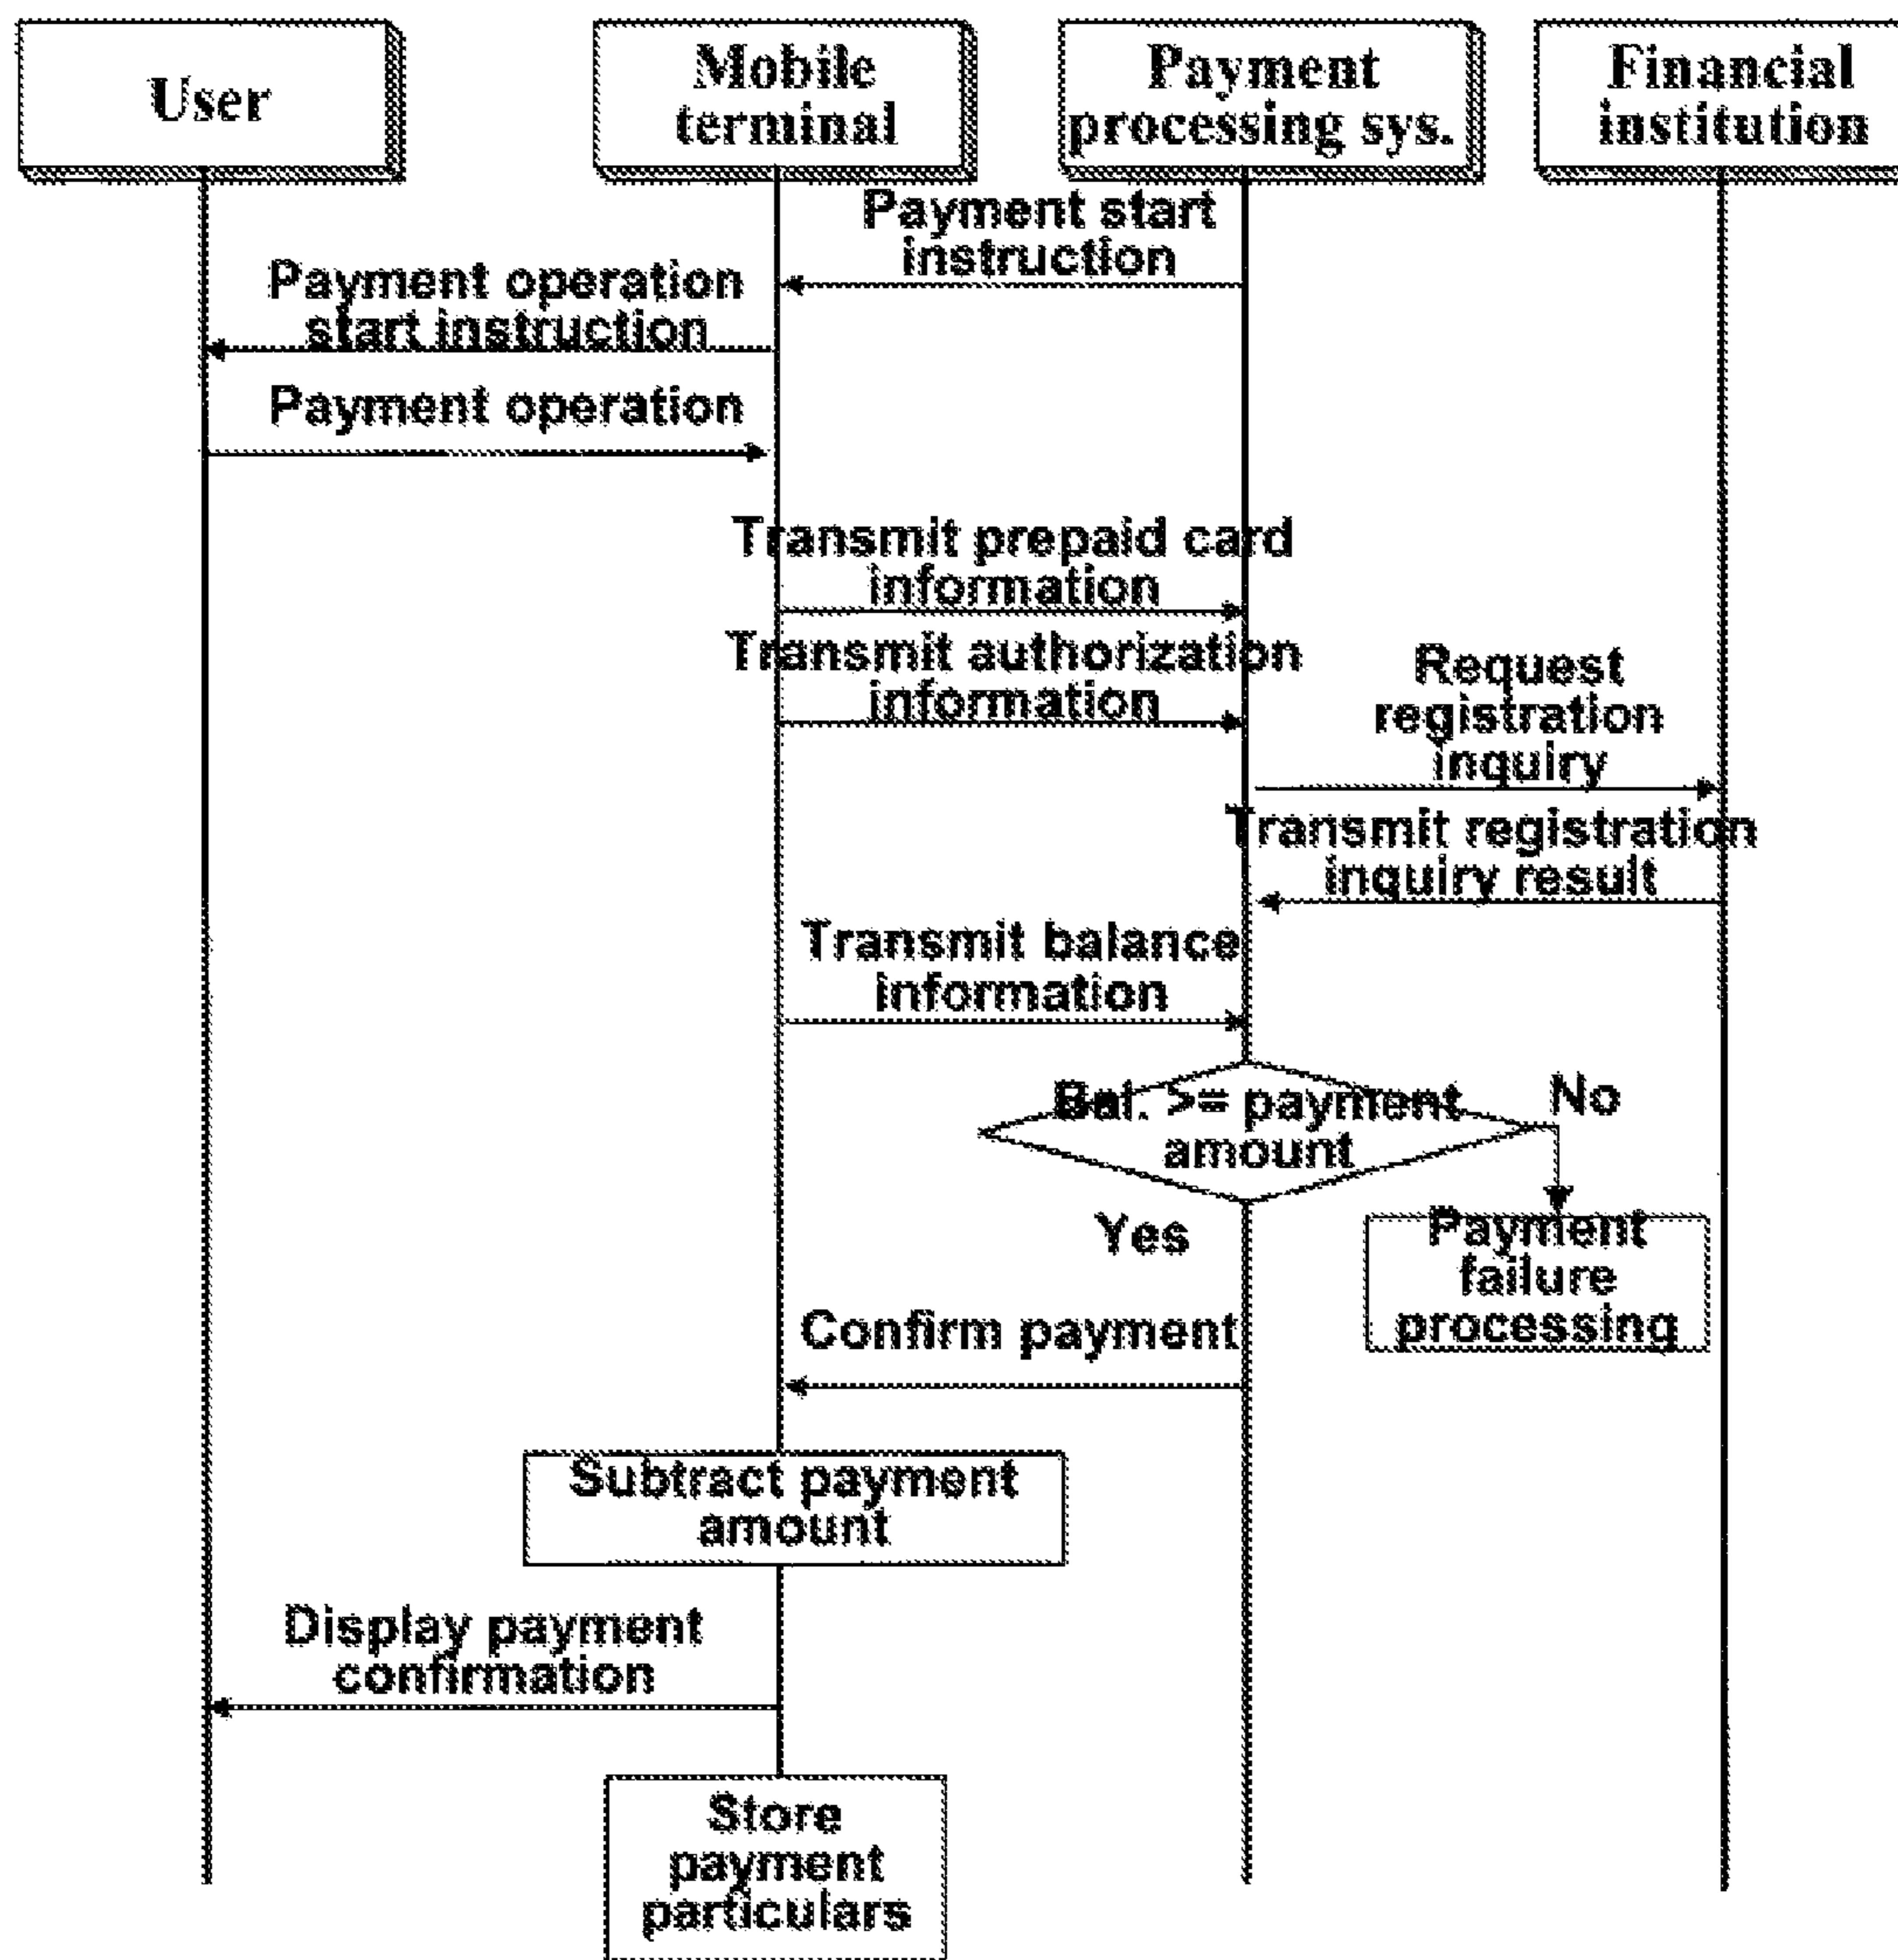 User
Mobile
terminal
Payment
processing sys.
Financial
institution
Payment start
instruction
Payment operation
start instruction
Payment operation
Transmit prepaid card
information
Transmit authorization
information
Request
registration
inquiry
Transmit registration
inquiry result
Transmit balance
information
Bal. >= payment
amount
No
Yes
Payment
failure
processing
Confirm payment
Subtract payment
amount
Display payment
confirmation
Store
payment
particulars